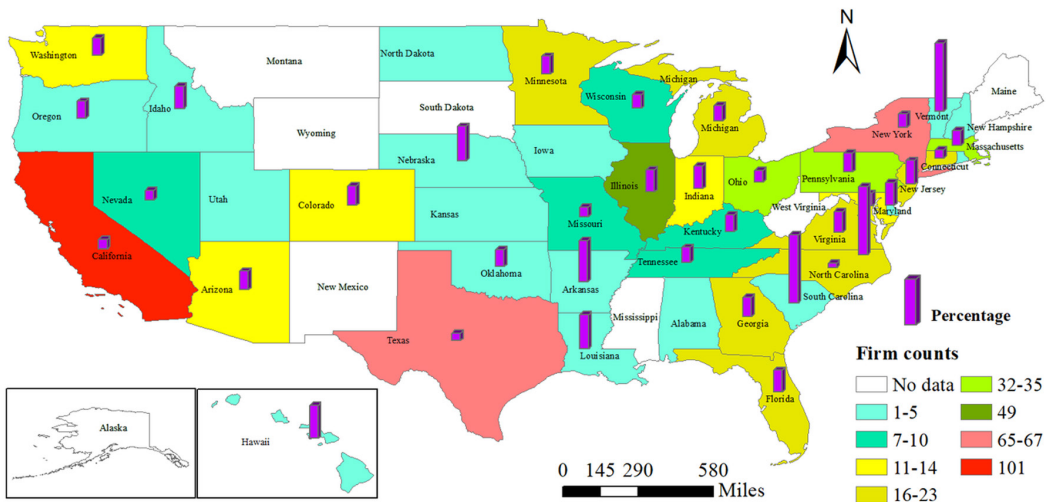 N
Washington
Montana
North Dakota
Minnesota
Michigan
Maine
Oregon
Idaho
Wyoming
South Dakota
Wisconsin
Michigan
New York
Vermont
New Hampshire
Massachusetts
Connecticut
Nevada
Utah
Colorado
Nebraska
Iowa
Illinois
Indiana
Ohio
Pennsylvania
New Jersey
Maryland
West Virginia
Virginia
California
Kansas
Missouri
Kentucky
Arizona
New Mexico
Oklahoma
Arkansas
Tennessee
North Carolina
South Carolina
Texas
Louisiana
Mississippi
Alabama
Georgia
Florida
Alaska
Hawaii
0 145 290 580
Miles
Percentage
Firm counts
No data
1-5
7-10
11-14
16-23
32-35
49
65-67
101